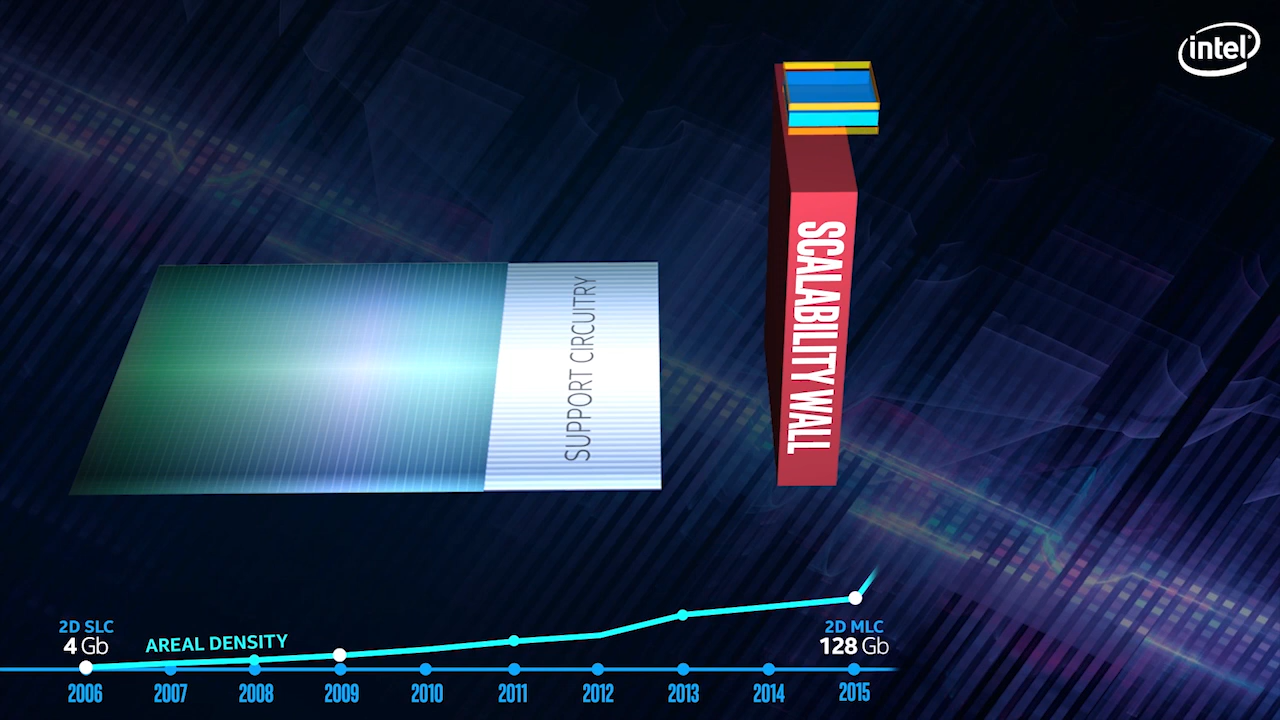 intel
SCALABILITY WALL
SUPPORT CIRCUITRY
2D SLC
4 Gb
AREAL DENSITY
2D MLC
128 Gb
2006 2007 2008 2009 2010 2011 2012 2013 2014 2015